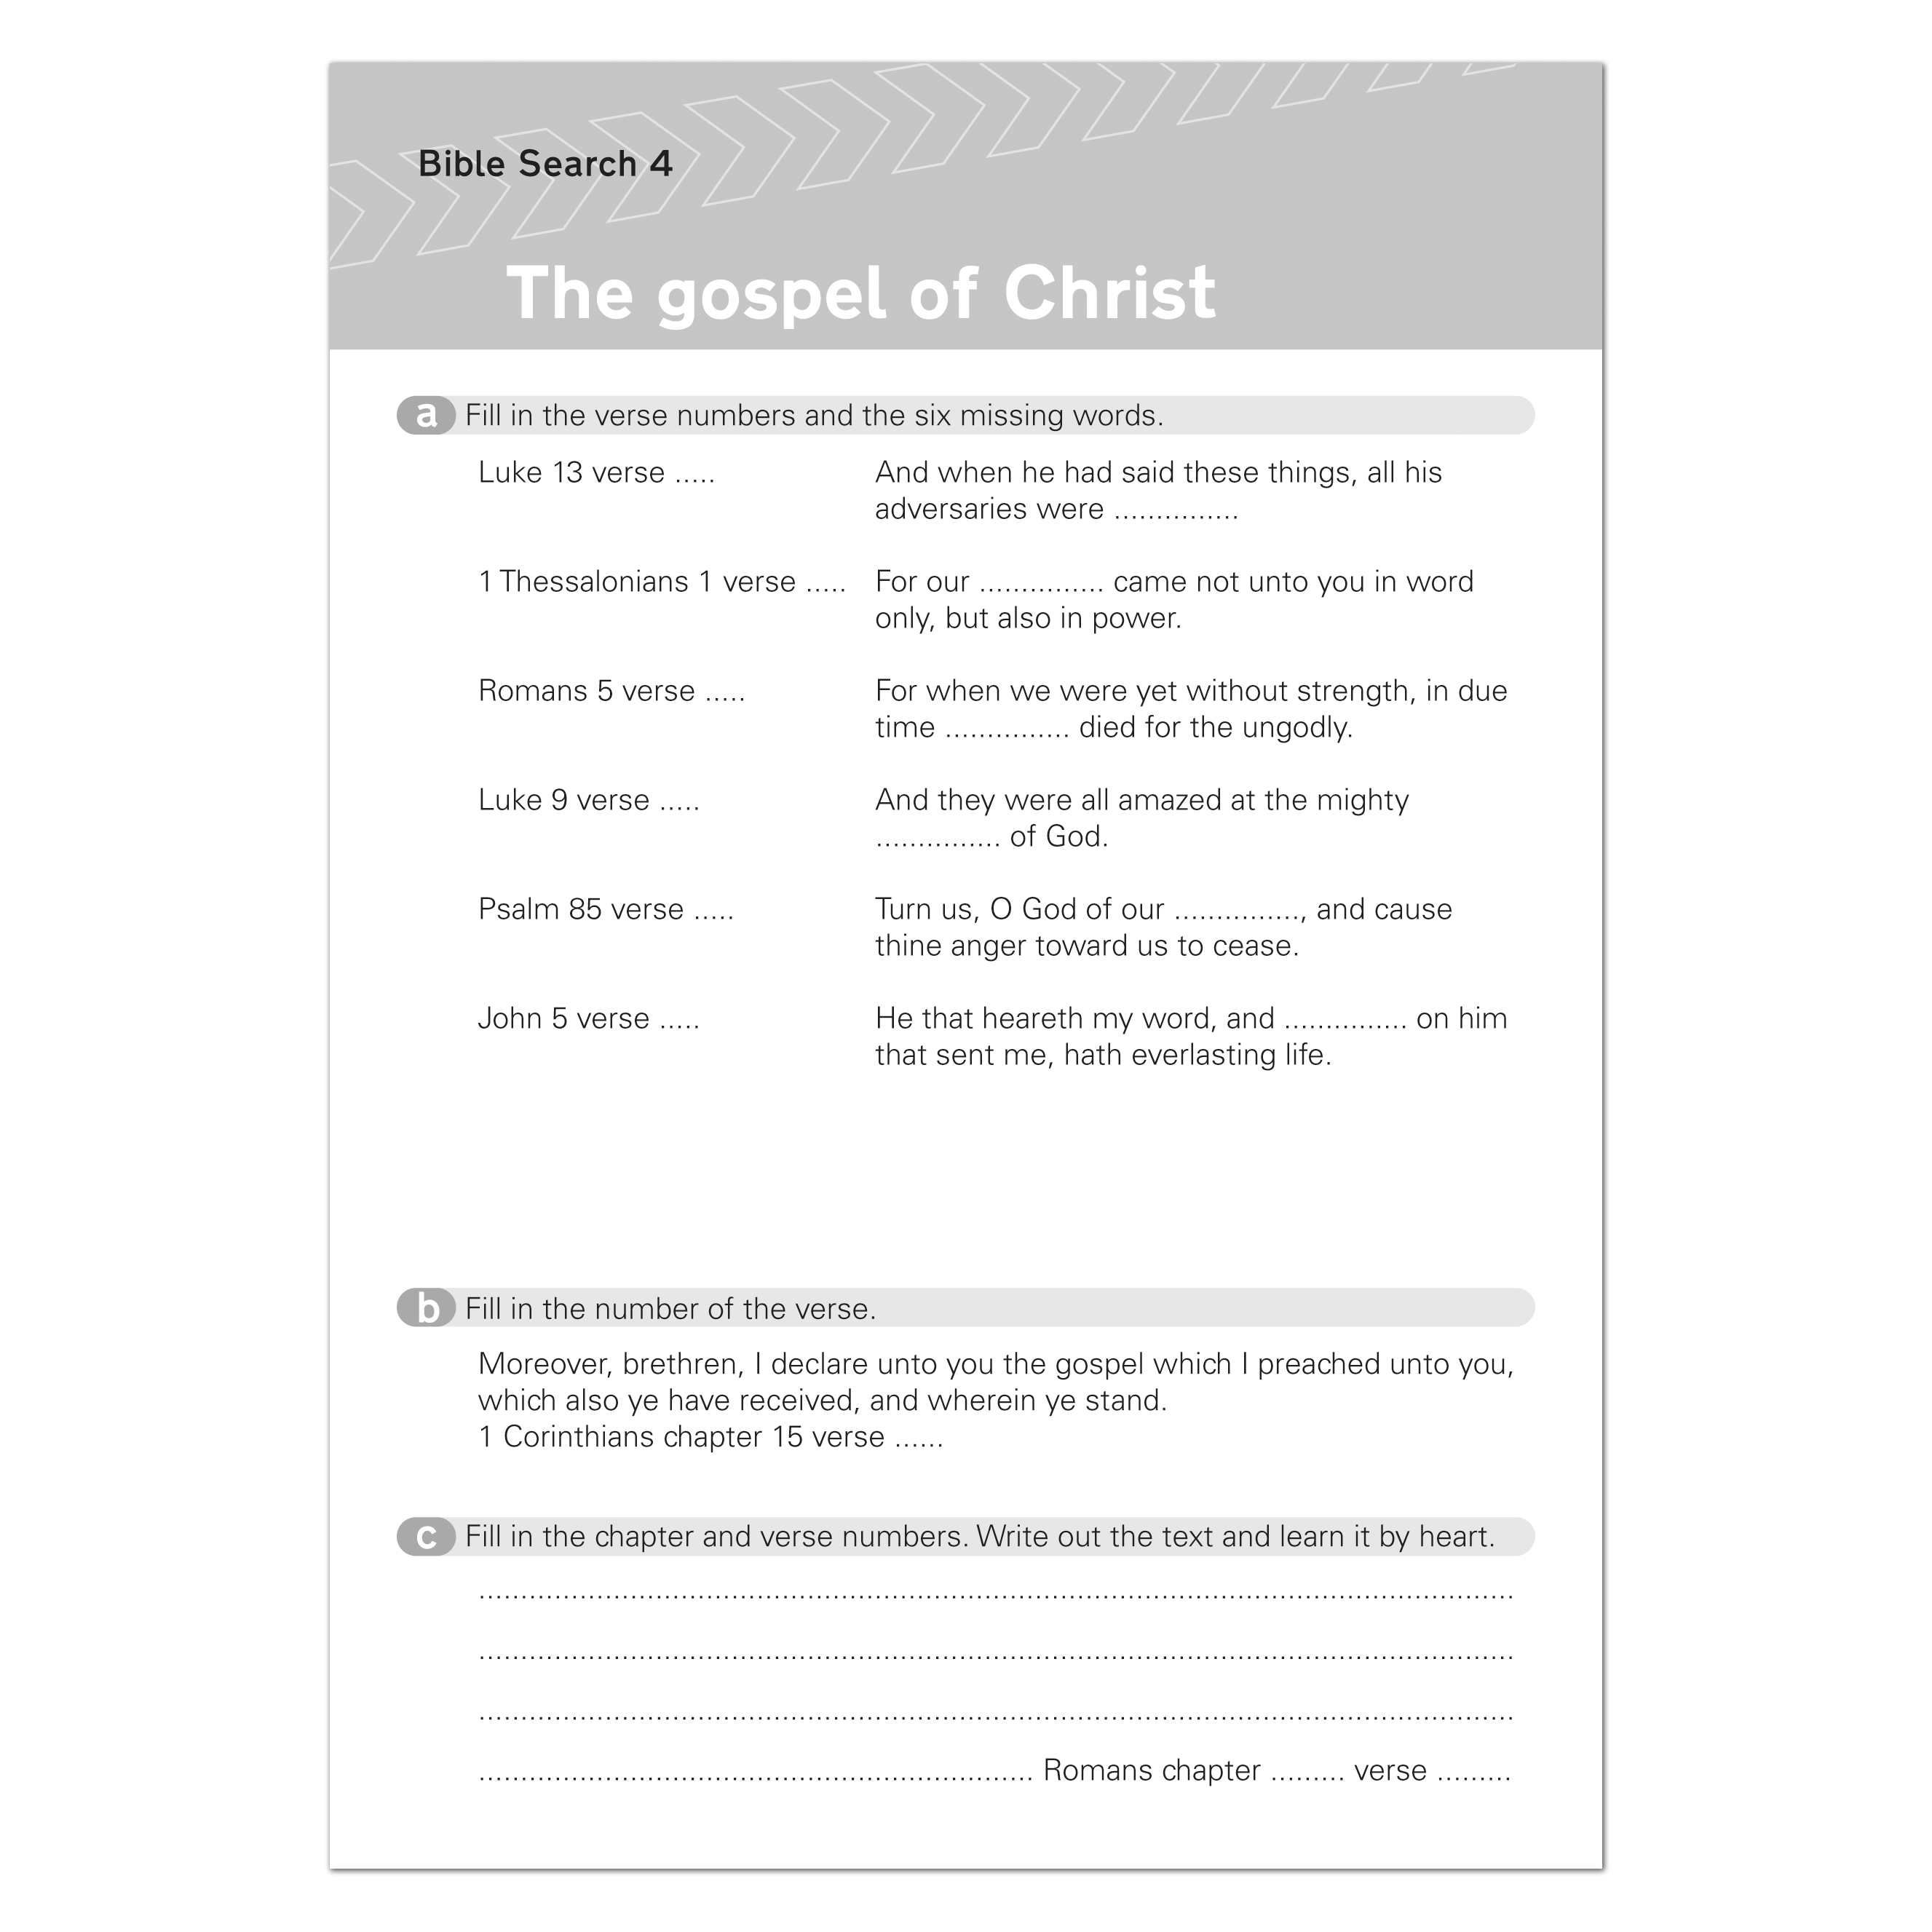 Bible Search 4
The gospel of Christ
a Fill in the verse numbers and the six missing words.
Luke 13 verse ..... And when he had said these things, all his
adversaries were ...............
1 Thessalonians 1 verse ..... For our ............... came not unto you in word
only, but also in power.
Romans 5 verse ..... For when we were yet without strength, in due
time ............... died for the ungodly.
Luke 9 verse ..... And they were all amazed at the mighty
............... of God.
Psalm 85 verse ..... Turn us, O God of our ..............., and cause
thine anger toward us to cease.
John 5 verse ..... He that heareth my word, and ............... on him
that sent me, hath everlasting life.
b Fill in the number of the verse.
Moreover, brethren, I declare unto you the gospel which I preached unto you,
which also ye have received, and wherein ye stand.
1 Corinthians chapter 15 verse ......
c Fill in the chapter and verse numbers. Write out the text and learn it by heart.
..............................................................................................................................
..............................................................................................................................
..............................................................................................................................
................................................................... Romans chapter ......... verse .........